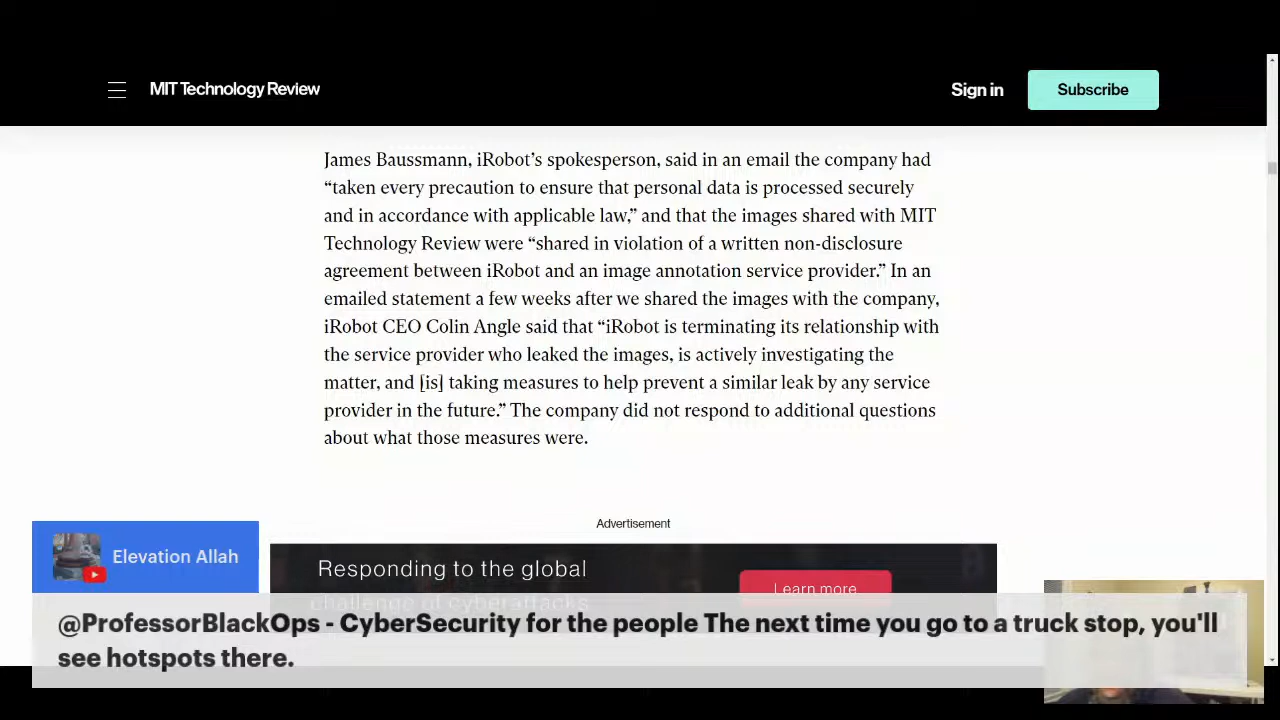 MIT Technology Review
Sign in
Subscribe
James Baussmann, iRobot’s spokesperson, said in an email the company had
“taken every precaution to ensure that personal data is processed securely
and in accordance with applicable law,” and that the images shared with MIT
Technology Review were “shared in violation of a written non-disclosure
agreement between iRobot and an image annotation service provider.” In an
emailed statement a few weeks after we shared the images with the company,
iRobot CEO Colin Angle said that “iRobot is terminating its relationship with
the service provider who leaked the images, is actively investigating the
matter, and [is] taking measures to help prevent a similar leak by any service
provider in the future.” The company did not respond to additional questions
about what those measures were.
Advertisement
Responding to the global
challenge of cyberattacks
Learn more
Elevation Allah
@ProfessorBlackOps - CyberSecurity for the people The next time you go to a truck stop, you'll
see hotspots there.